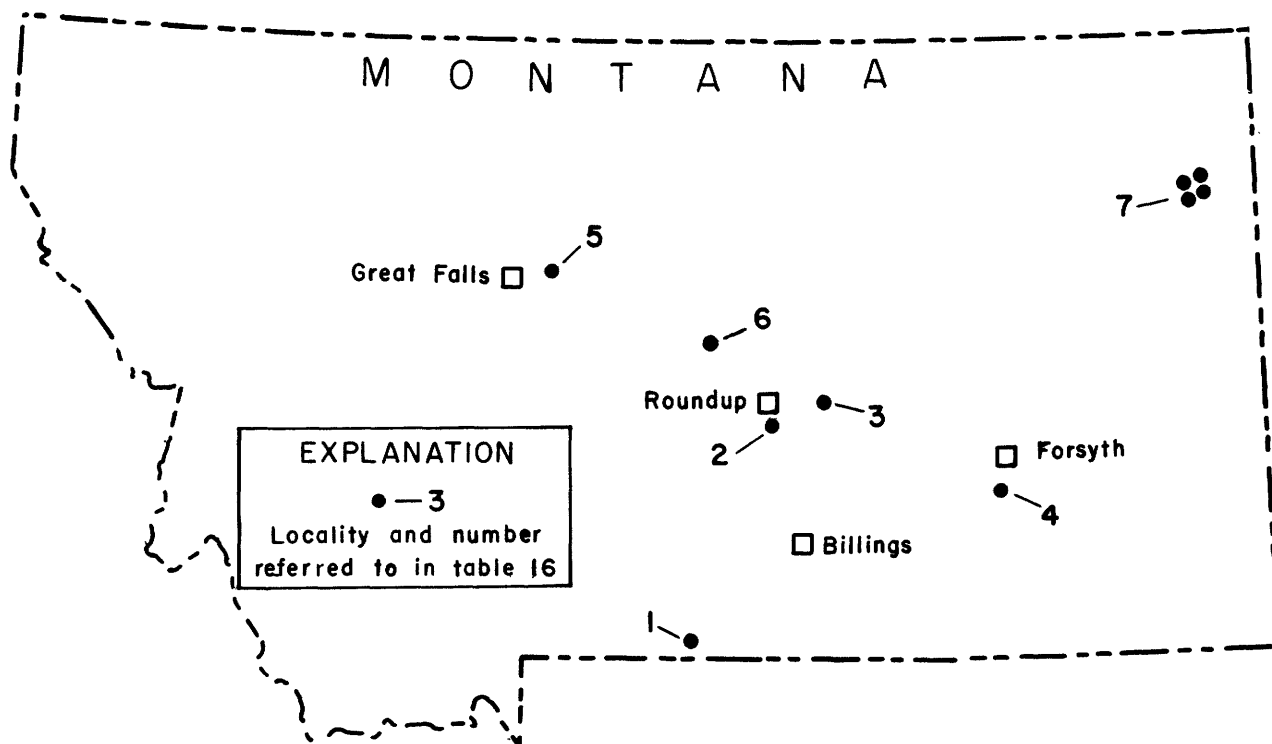 MONTANA
7
5
Great Falls
6
Roundup
3
2
Forsyth
4
EXPLANATION
3
Locality and number
referred to in table 16
Billings
1